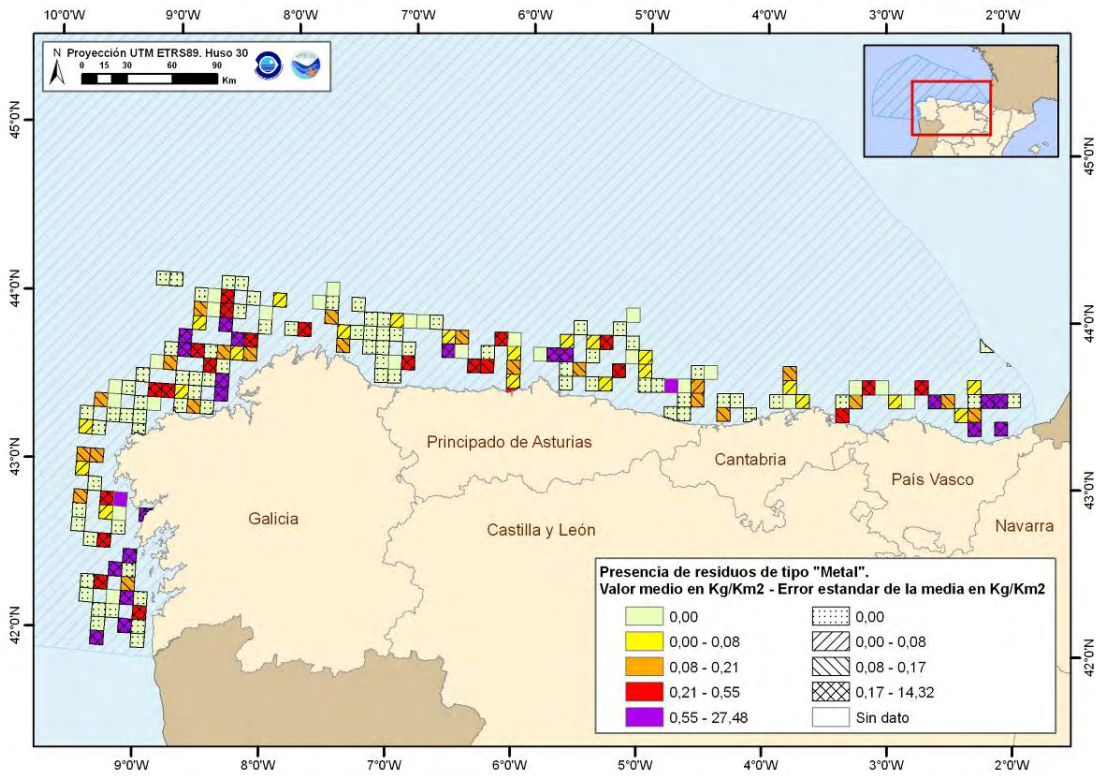 10°0'W 9°0'W 8°0'W 7°0'W 6°0'W 5°0'W 4°0'W 3°0'W 2°0'W
N Proyección UTM ETRS89. Huso 30
0 15 30 60 90
Km
45°0'N
45°0'N
44°0'N
44°0'N
43°0'N
43°0'N
42°0'N
42°0'N
Principado de Asturias
Cantabria
País Vasco
Galicia
Castilla y León
Navarra
Presencia de residuos de tipo "Metal".
Valor medio en Kg/Km2 - Error estandar de la media en Kg/Km2
0,00 0,00
0,00 - 0,08 0,00 - 0,08
0,08 - 0,21 0,08 - 0,17
0,21 - 0,55 0,17 - 14,32
0,55 - 27,48 Sin dato
9°0'W 8°0'W 7°0'W 6°0'W 5°0'W 4°0'W 3°0'W 2°0'W